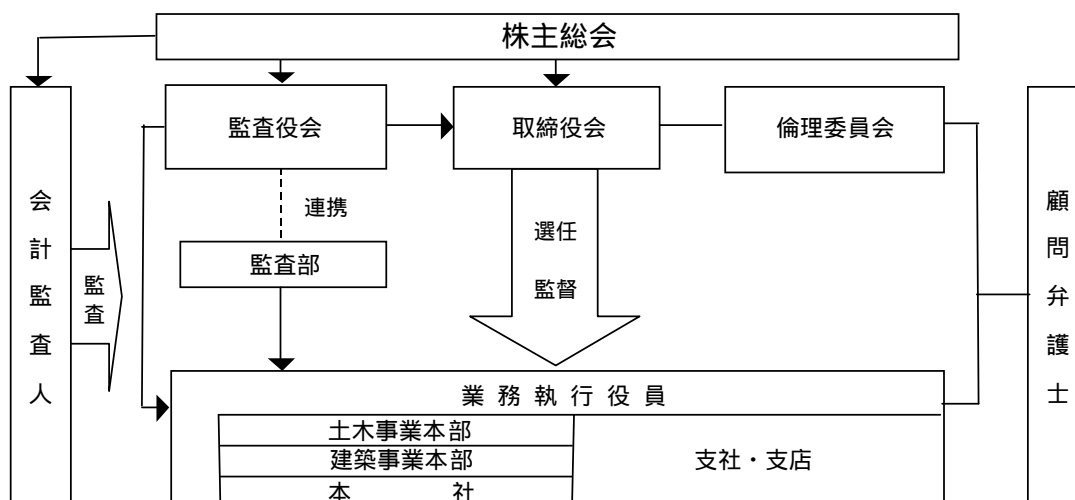 株主総会
監査役会
取締役会
倫理委員会
会計監査人
監査
連携
監査部
選任
監督
顧問弁護士
業務執行役員
土木事業本部
建築事業本部
本 社
支社・支店